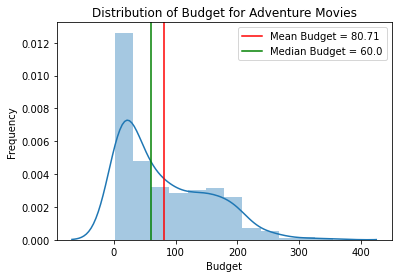 Distribution of Budget for Adventure Movies
Mean Budget = 80.71
Median Budget = 60.0
Frequency
0.012
0.010
0.008
0.006
0.004
0.002
0.000
0 100 200 300 400
Budget